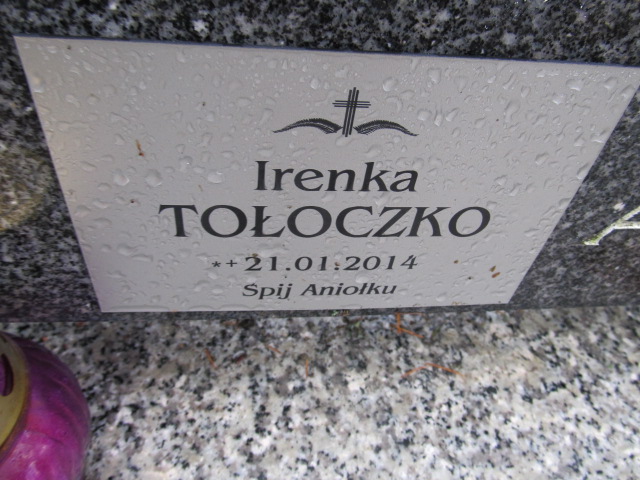 Irenka
TOŁOCZKO
*+21.01.2014
Śpij Aniołku